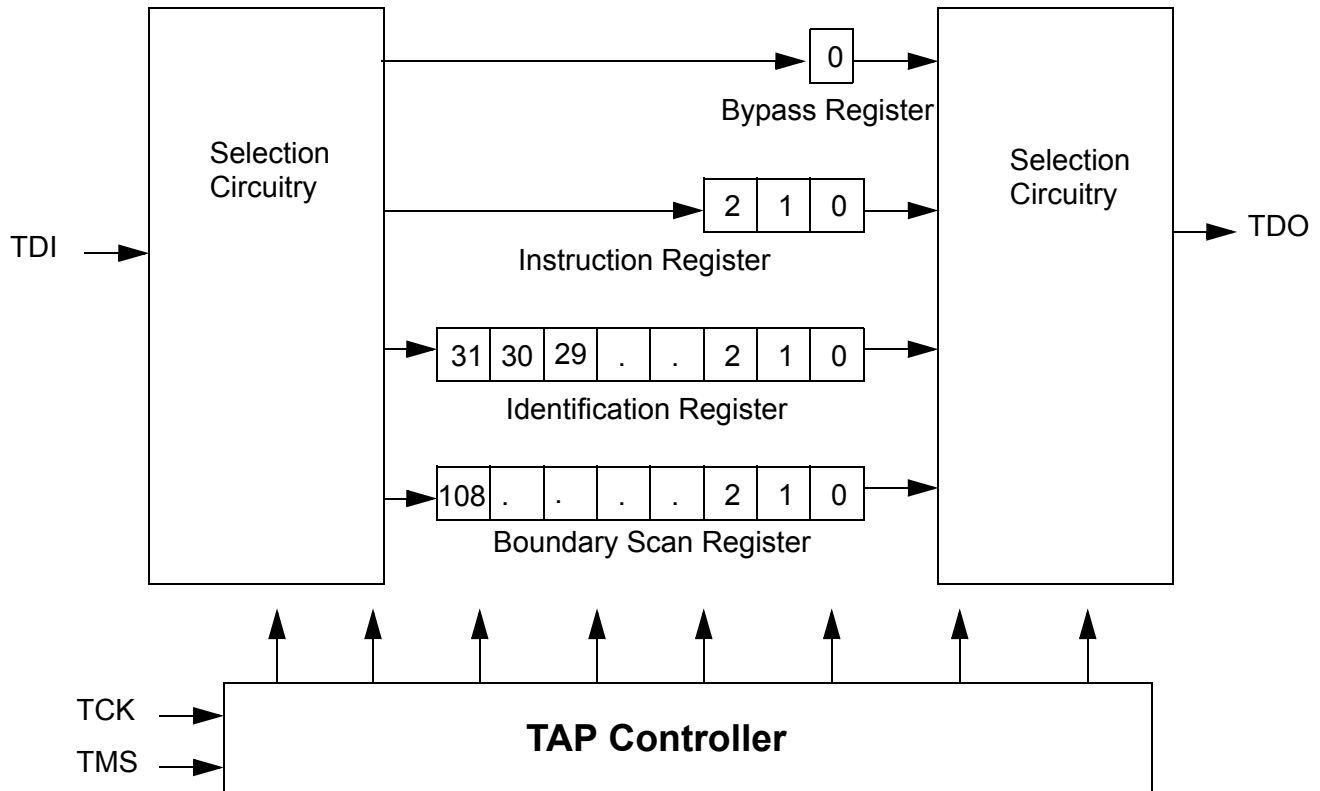 0
Bypass Register
Selection
Circuitry
Selection
Circuitry
2 1 0
TDI
TDO
Instruction Register
31 30 29 . . 2 1 0
Identification Register
108 . . . . 2 1 0
Boundary Scan Register
TCK
TAP Controller
TMS